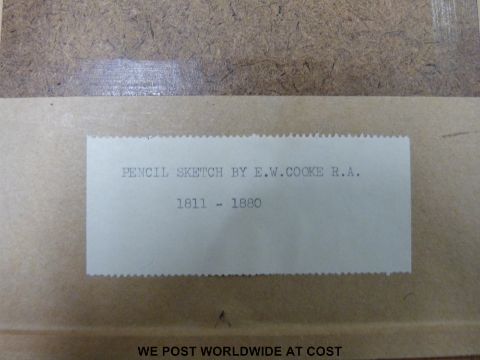 PENCIL SKETCH BY E.W.COOKE R.A.
1811 - 1880
WE POST WORLDWIDE AT COST